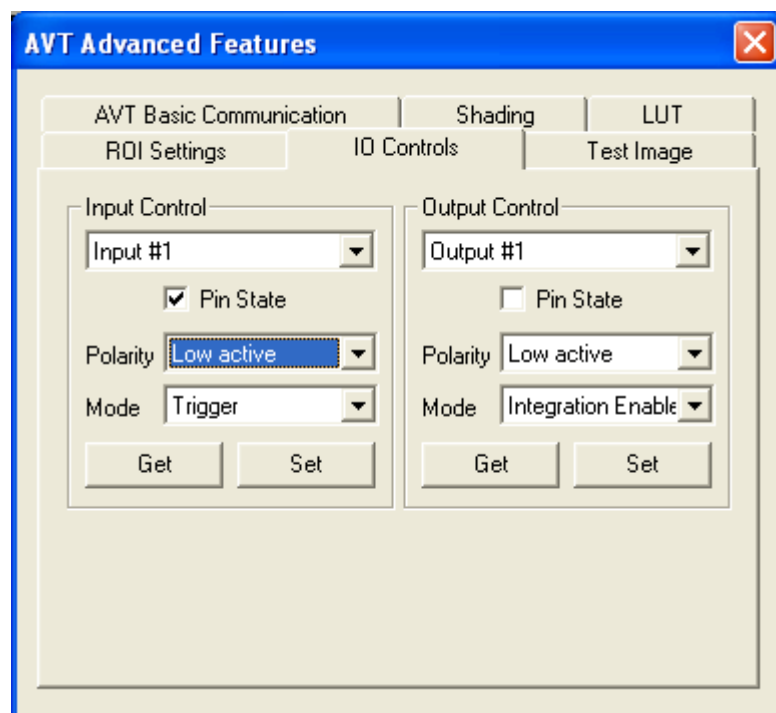 AVT Advanced Features
AVT Basic Communication
Shading
LUT
ROI Settings
IO Controls
Test Image
Input Control
Input #1
Pin State
Polarity Low active
Mode Trigger
Get Set
Output Control
Output #1
Pin State
Polarity Low active
Mode Integration Enable
Get Set